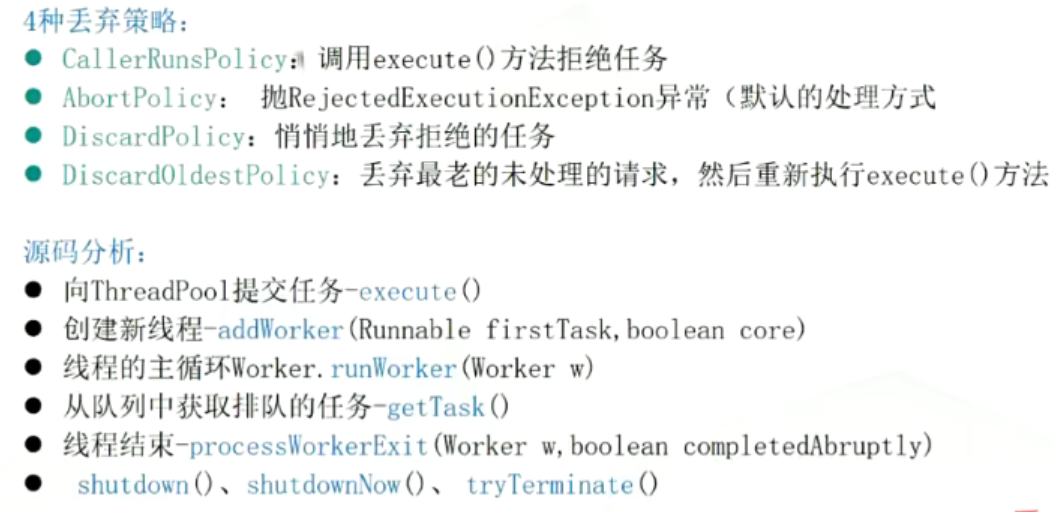 4种丢弃策略：
● CallerRunsPolicy：调用execute()方法拒绝任务
● AbortPolicy： 抛RejectedExecutionException异常（默认的处理方式
● DiscardPolicy：悄悄地丢弃拒绝的任务
● DiscardOldestPolicy：丢弃最老的未处理的请求，然后重新执行execute()方法
源码分析：
● 向ThreadPool提交任务-execute()
● 创建新线程-addWorker(Runnable firstTask,boolean core)
● 线程的主循环Worker.runWorker(Worker w)
● 从队列中获取排队的任务-getTask()
● 线程结束-processWorkerExit(Worker w,boolean completedAbruptly)
● shutdown()、shutdownNow()、 tryTerminate()